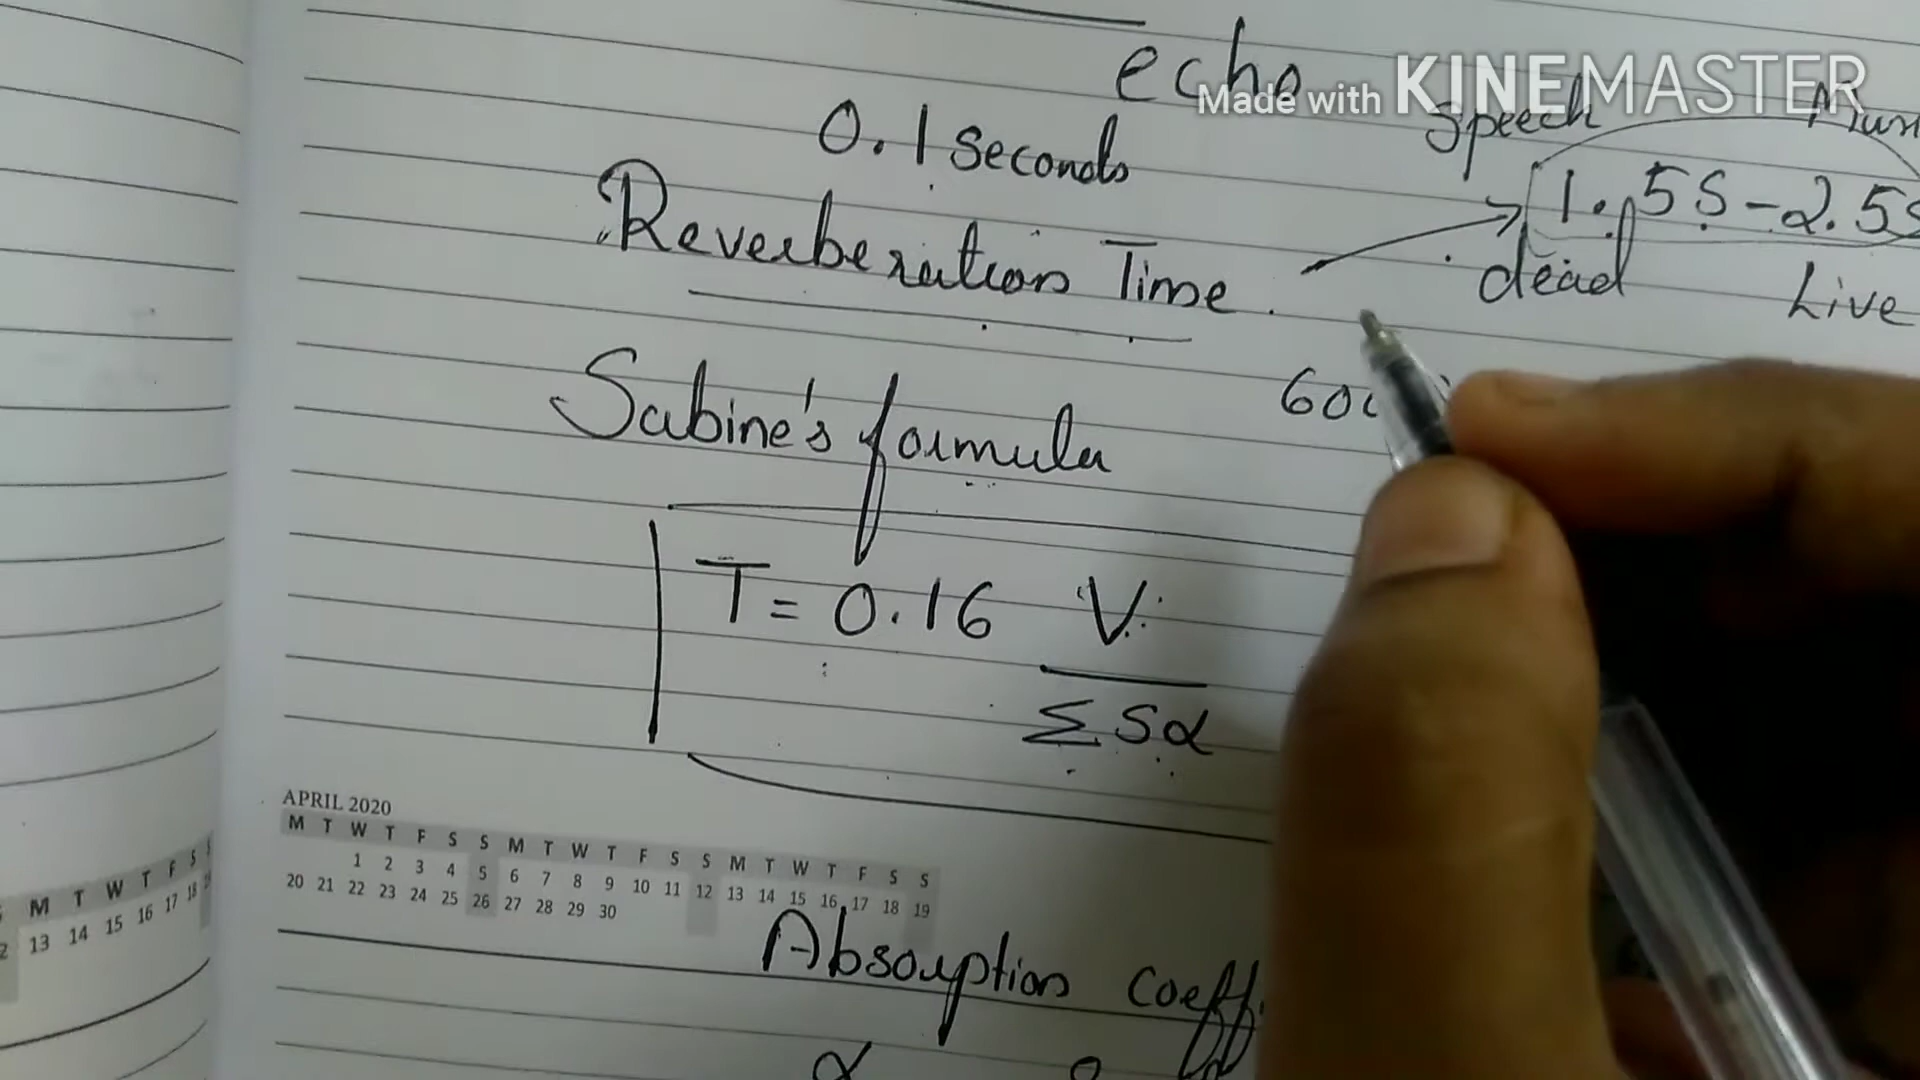 echo
Made with KINEMASTER
0.1 seconds
Speech
1.5S-2.5s
Reverberation Time
dead Live
Sabine's formula
T = 0.16 V
Σ Sα
APRIL 2020
M T W T F S S M T W T F S S M T W T F S S
1 2 3 4 5 6 7 8 9 10 11 12 13 14 15 16 17 18 19
20 21 22 23 24 25 26 27 28 29 30
M T W T F S
13 14 15 16 17 18
Absorption coeff
α